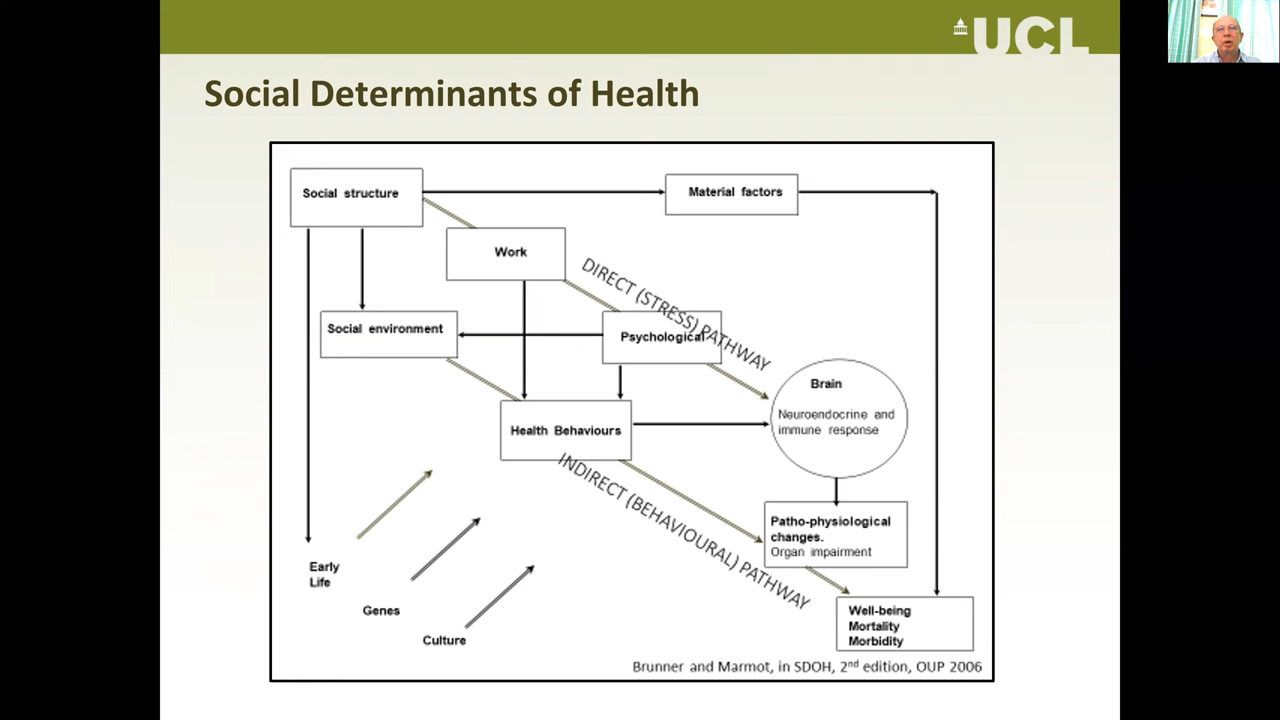 UCL
Social Determinants of Health
Social structure
Material factors
Work
DIRECT (STRESS) PATHWAY
Social environment
Psychological
Brain
Neuroendocrine and
immune response
Health Behaviours
INDIRECT (BEHAVIOURAL) PATHWAY
Patho-physiological
changes.
Organ impairment
Early
Life
Genes
Culture
Well-being
Mortality
Morbidity
Brunner and Marmot, in SDOH, 2nd edition, OUP 2006